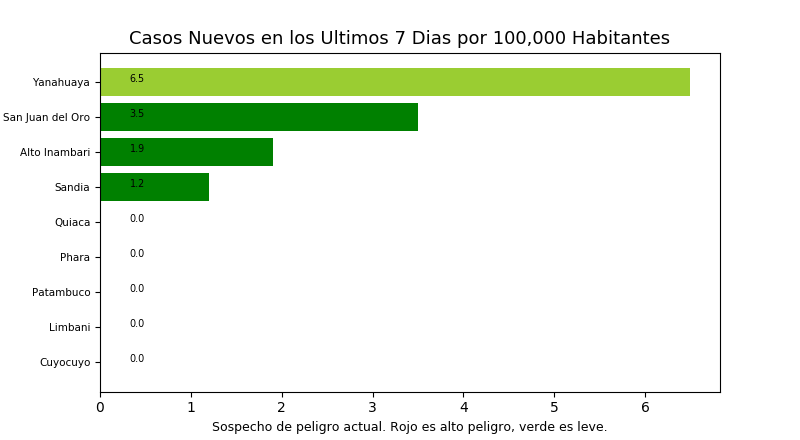 Casos Nuevos en los Ultimos 7 Dias por 100,000 Habitantes
Yanahuaya 6.5
San Juan del Oro 3.5
Alto Inambari 1.9
Sandia 1.2
Quiaca 0.0
Phara 0.0
Patambuco 0.0
Limbani 0.0
Cuyocuyo 0.0
0 1 2 3 4 5 6
Sospecho de peligro actual. Rojo es alto peligro, verde es leve.